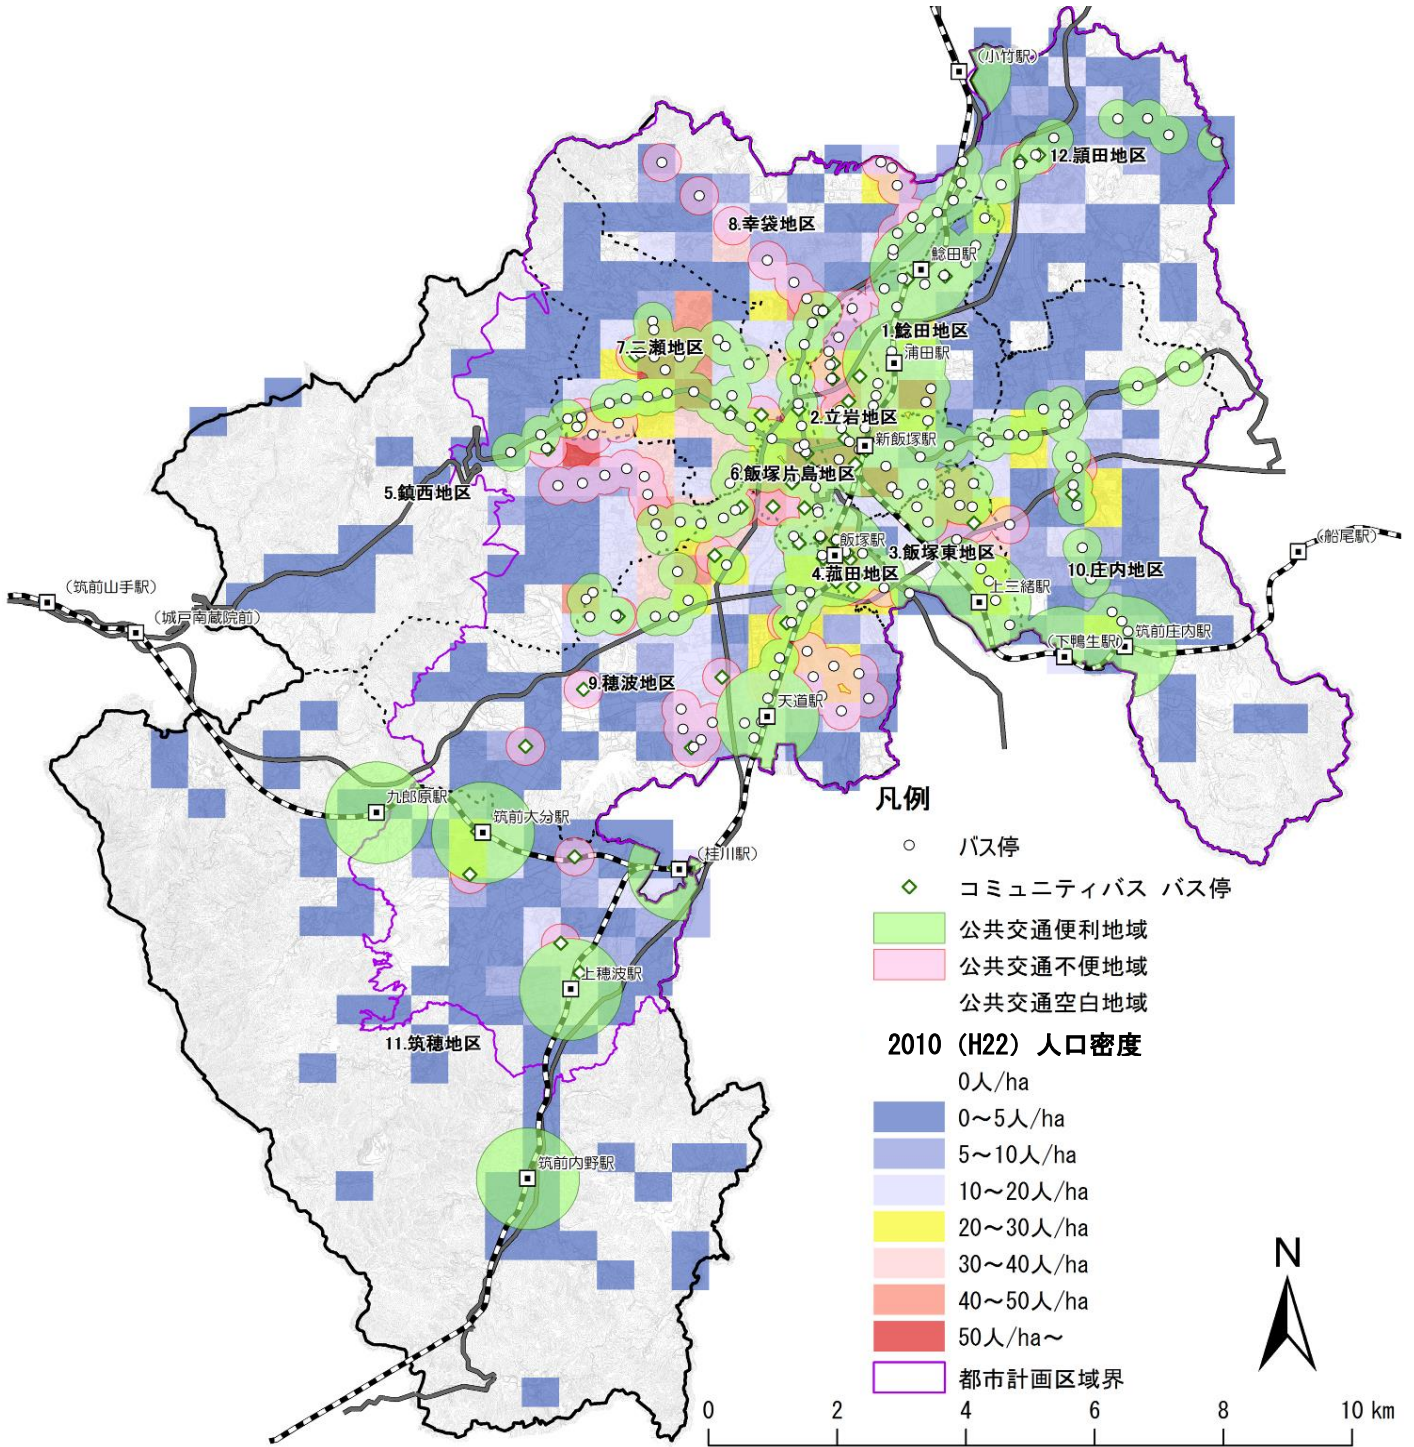 (小竹駅)
12.頴田地区
8.幸袋地区
鯰田駅
1.鯰田地区
7.二瀬地区
浦田駅
2.立岩地区
新飯塚駅
6.飯塚片島地区
5.鎮西地区
(船尾駅)
飯塚駅
3.飯塚東地区
4.菰田地区
10.庄内地区
上三緒駅
(筑前山手駅)
(城戸南蔵院前)
筑前庄内駅
(下鴨生駅)
9.穂波地区
天道駅
九郎原駅
筑前大分駅
(桂川駅)
上穂波駅
11.筑穂地区
筑前内野駅
凡例
バス停
コミュニティバス バス停
公共交通便利地域
公共交通不便地域
公共交通空白地域
2010 (H22) 人口密度
0人/ha
0～5人/ha
5～10人/ha
10～20人/ha
20～30人/ha
30～40人/ha
40～50人/ha
50人/ha～
都市計画区域界
N
0 2 4 6 8 10 km